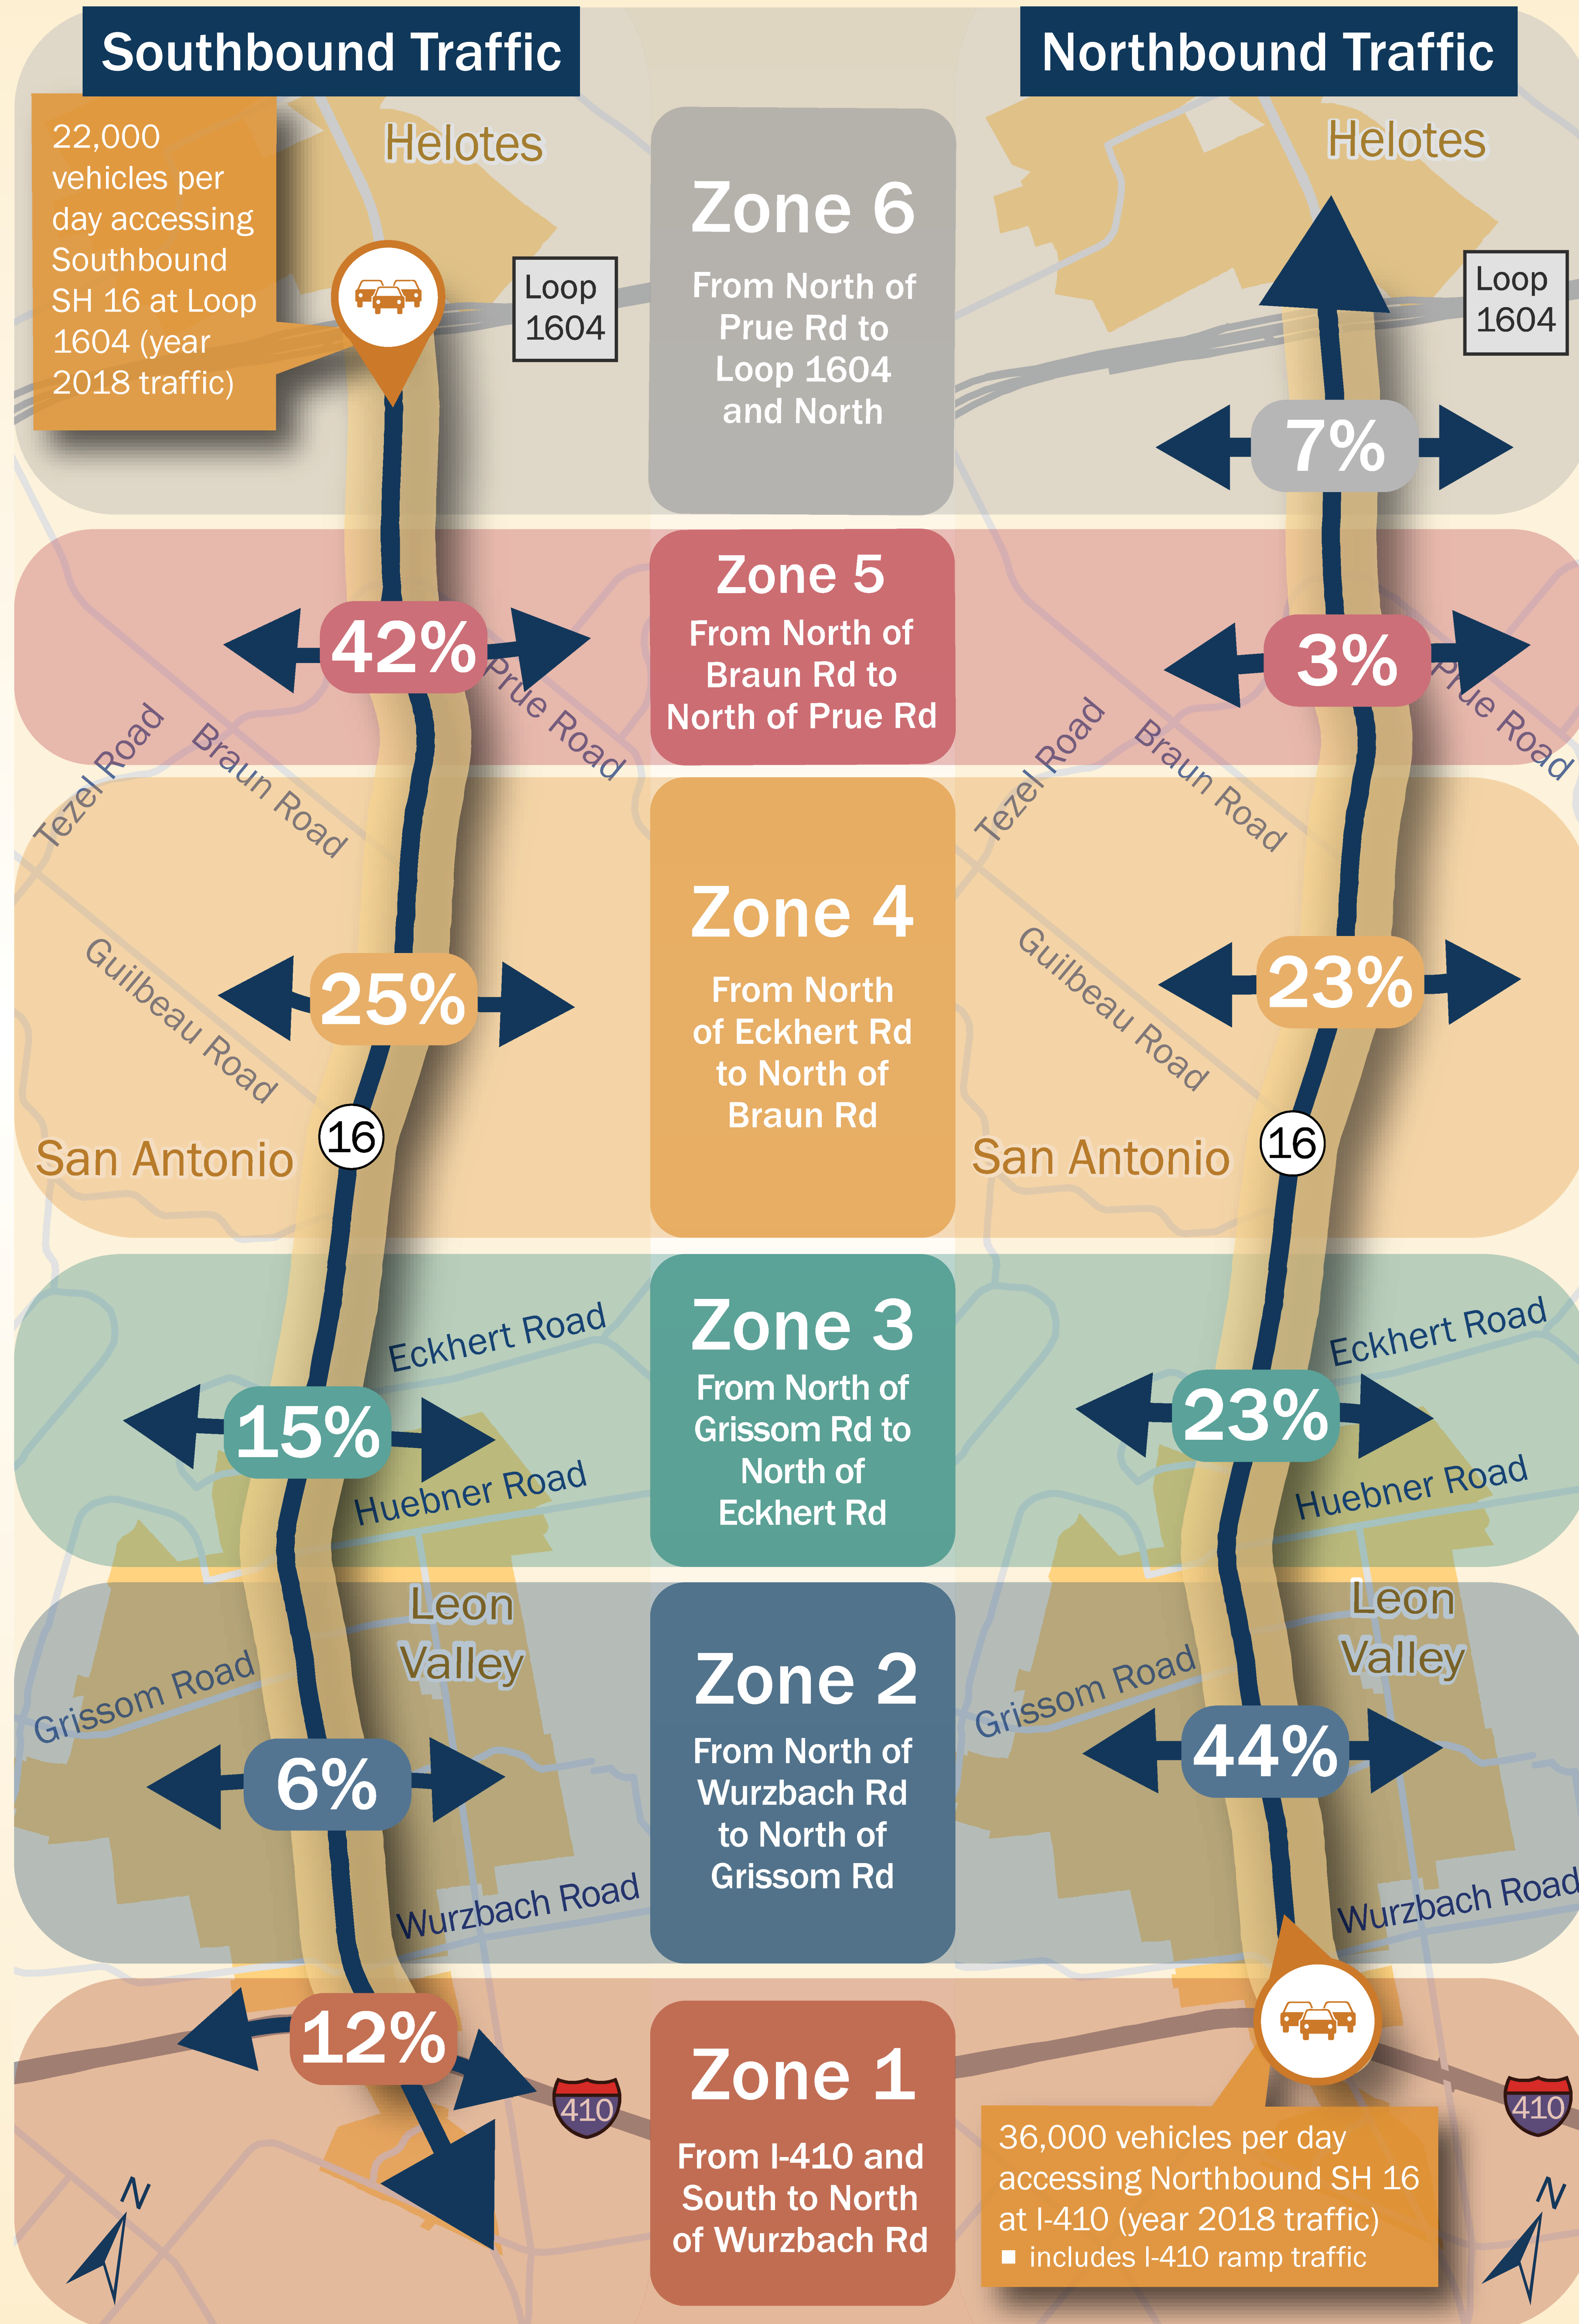 Southbound Traffic
22,000
vehicles per
day accessing
Southbound
SH 16 at Loop
1604 (year
2018 traffic)
Helotes
Loop
1604
42%
Prue Road
Tezel Road
Braun Road
25%
Guilbeau Road
16
San Antonio
Eckhert Road
15%
Huebner Road
Leon
Valley
Grissom Road
6%
Wurzbach Road
12%
410
N
Zone 6
From North of
Prue Rd to
Loop 1604
and North
Zone 5
From North of
Braun Rd to
North of Prue Rd
Zone 4
From North
of Eckhert Rd
to North of
Braun Rd
Zone 3
From North of
Grissom Rd to
North of
Eckhert Rd
Zone 2
From North of
Wurzbach Rd
to North of
Grissom Rd
Zone 1
From I-410 and
South to North
of Wurzbach Rd
Northbound Traffic
Helotes
Loop
1604
7%
3%
Prue Road
Tezel Road
Braun Road
23%
Guilbeau Road
16
San Antonio
Eckhert Road
23%
Huebner Road
Leon
Valley
Grissom Road
44%
Wurzbach Road
410
36,000 vehicles per day
accessing Northbound SH 16
at I-410 (year 2018 traffic)
■ includes I-410 ramp traffic
N